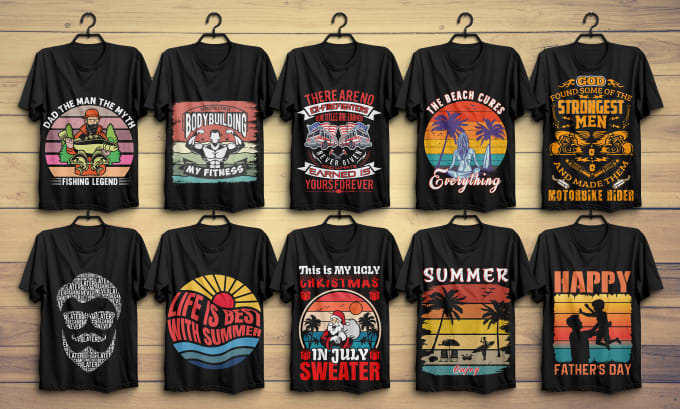 DAD THE MAN THE MYTH
FISHING LEGEND
BODYBUILDING
MY FITNESS
THERE ARE NO
EX-FIREFIGHTERS
EARNED IS
YOURS FOREVER
THE BEACH CURES
Everything
GOD
FOUND SOME OF THE
STRONGEST
MEN
AND MADE THEM
MOTORBIKE RIDER
LIFE IS BEST
WITH SUMMER
THIS IS MY UGLY
CHRISTMAS
IN JULY
SWEATER
SUMMER
Enjoy
HAPPY
FATHER'S DAY